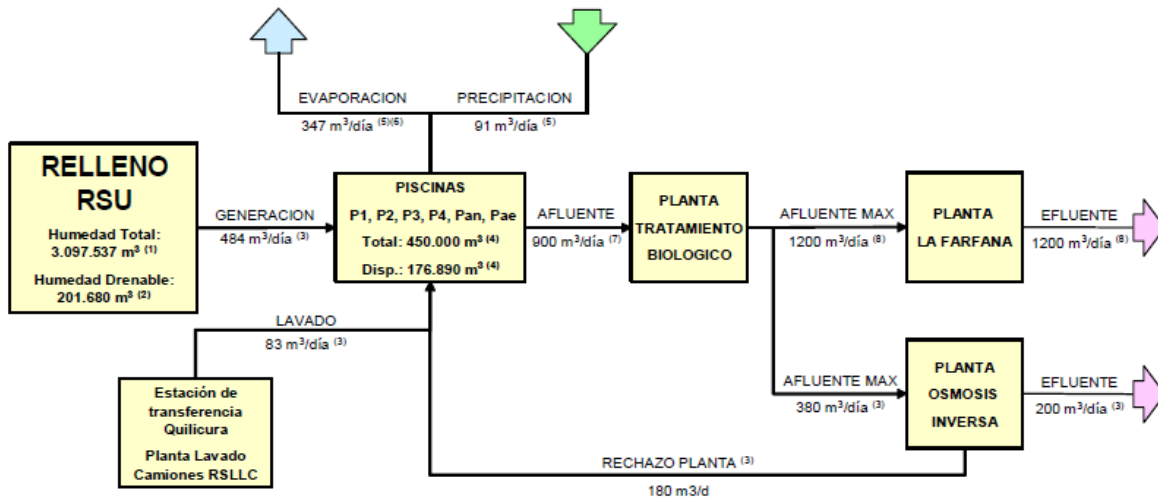 EVAPORACION
347 m³/día (5)(6)
PRECIPITACION
91 m³/día (5)
RELLENO
RSU
Humedad Total:
3.097.537 m³ (1)
Humedad Drenable:
201.680 m³ (2)
GENERACION
484 m³/día (3)
PISCINAS
P1, P2, P3, P4, Pan, Pae
Total: 450.000 m³ (4)
Disp.: 176.890 m³ (4)
AFLUENTE
900 m³/día (7)
PLANTA
TRATAMIENTO
BIOLOGICO
AFLUENTE MAX
1200 m³/día (8)
PLANTA
LA FARFANA
EFLUENTE
1200 m³/día (8)
LAVADO
83 m³/día (3)
Estación de
transferencia
Quilicura
Planta Lavado
Camiones RSLLC
AFLUENTE MAX
380 m³/día (3)
PLANTA
OSMOSIS
INVERSA
EFLUENTE
200 m³/día (3)
RECHAZO PLANTA (3)
180 m3/d